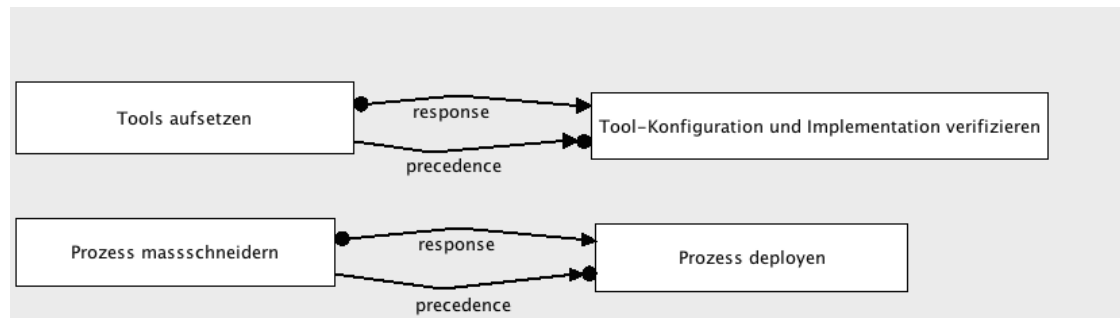 Tools aufsetzen
response
Tool-Konfiguration und Implementation verifizieren
precedence
Prozess massschneidern
response
Prozess deployen
precedence